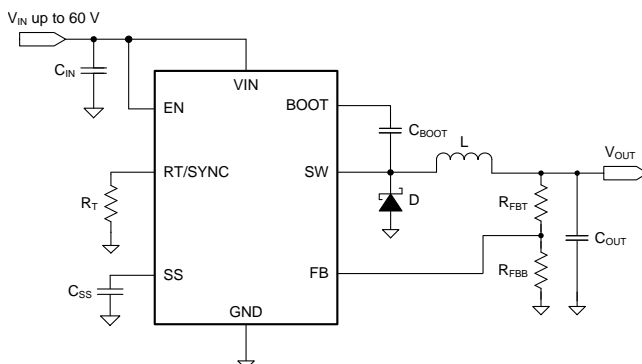 V_IN up to 60 V
C_IN
VIN
EN
BOOT
C_BOOT
L
V_OUT
RT/SYNC
SW
R_T
D
R_FBT
C_OUT
SS
FB
C_SS
R_FBB
GND